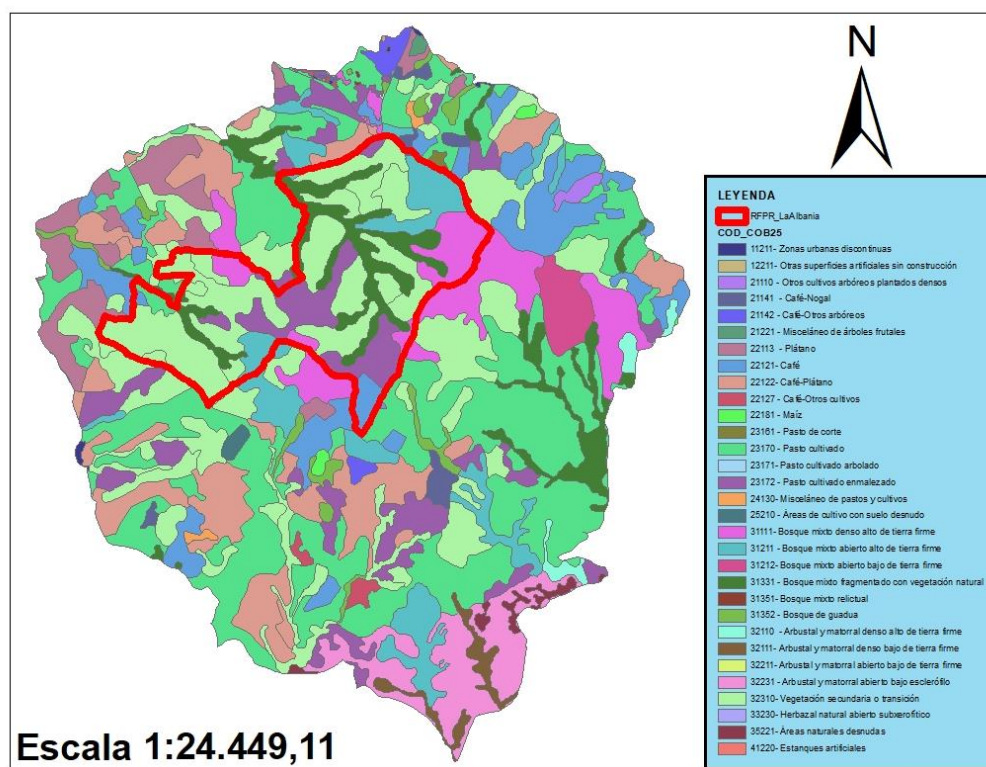 N
LEYENDA
RFPR_LaAlbania
COD_COB25
11211- Zonas urbanas discontinuas
12211- Otras superficies artificiales sin construcción
21110 - Otros cultivos arbóreos plantados densos
21141 - Café-Nogal
21142 - Café-Otros arbóreos
21221 - Misceláneo de árboles frutales
22113 - Plátano
22121 - Café
22122 - Café-Plátano
22127 - Café-Otros cultivos
22181 - Maíz
23161 - Pasto de corte
23170 - Pasto cultivado
23171- Pasto cultivado arbolado
23172 - Pasto cultivado enmalezado
24130- Misceláneo de pastos y cultivos
25210 - Áreas de cultivo con suelo desnudo
31111- Bosque mixto denso alto de tierra firme
31211 - Bosque mixto abierto alto de tierra firme
31212- Bosque mixto abierto bajo de tierra firme
31331 - Bosque mixto fragmentado con vegetación natural
31351- Bosque mixto relictual
31352 - Bosque de guadua
32110 - Arbustal y matorral denso alto de tierra firme
32111 - Arbustal y matorral denso bajo de tierra firme
32211- Arbustal y matorral abierto bajo de tierra firme
32231 - Arbustal y matorral abierto bajo esclerófilo
32310- Vegetación secundaria o transición
33230- Herbazal natural abierto subxerofítico
35221- Áreas naturales desnudas
41220- Estanques artificiales
Escala 1:24.449,11